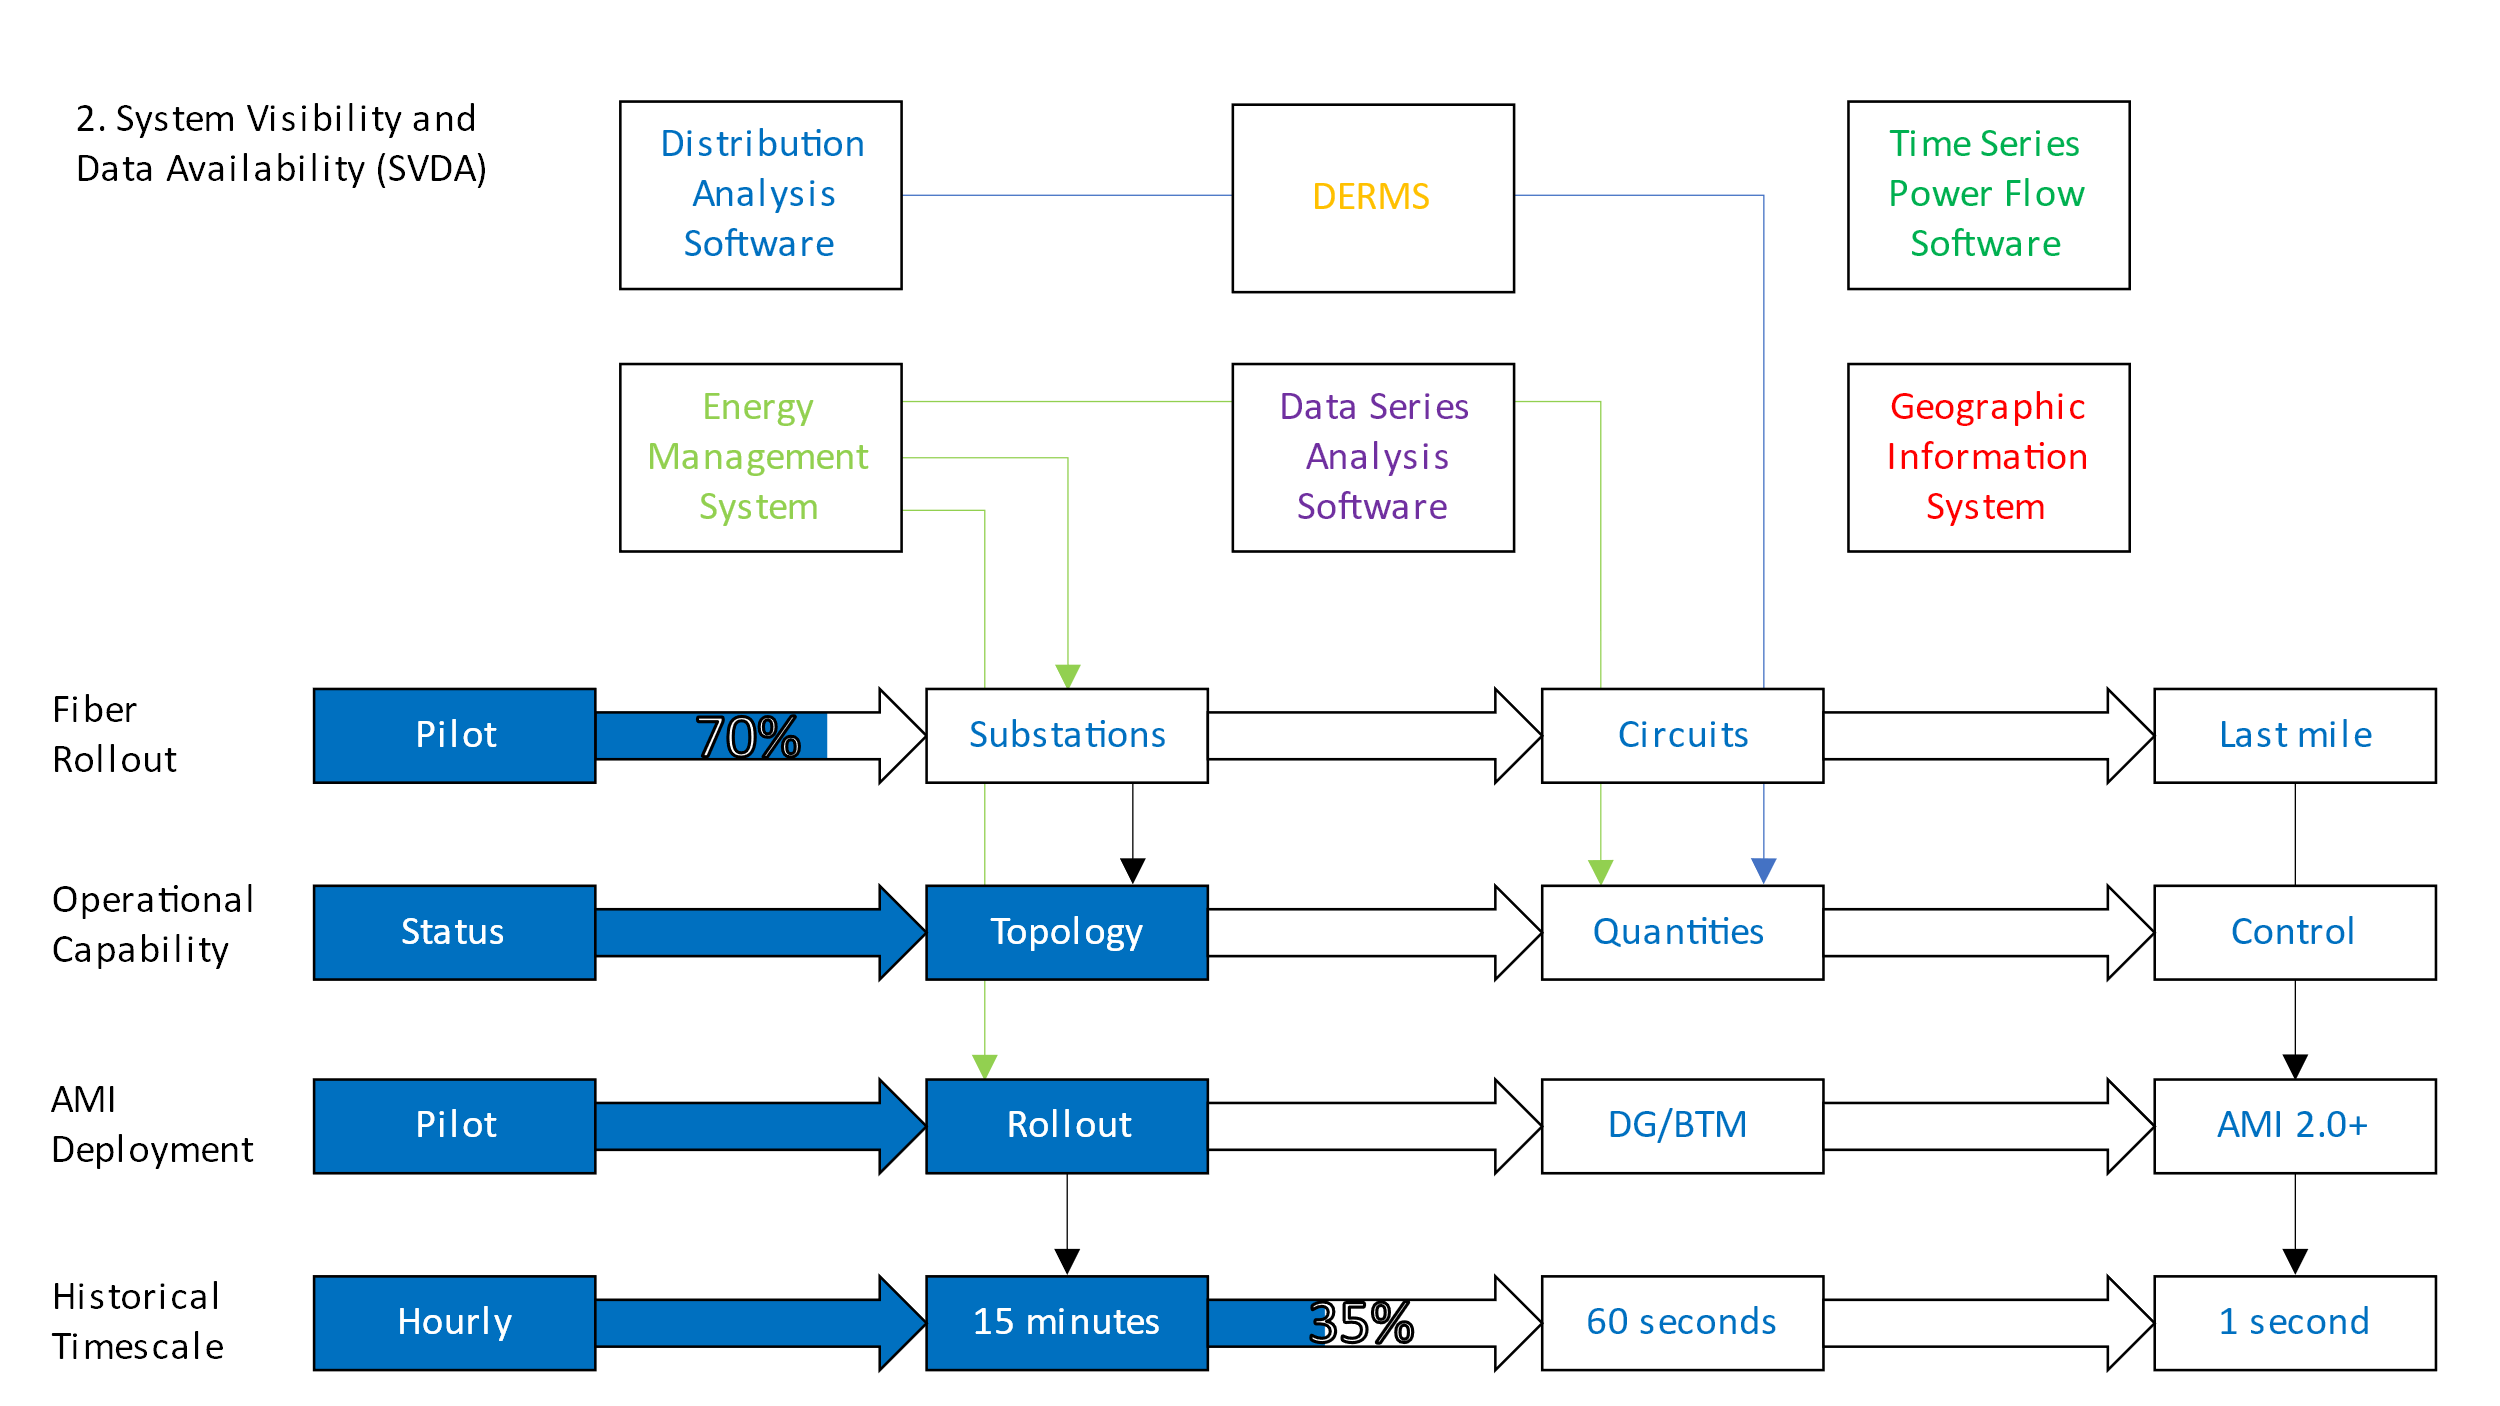 2. System Visibility and
Data Availability (SVDA)
Distribution
Analysis
Software
DERMS
Time Series
Power Flow
Software
Energy
Management
System
Data Series
Analysis
Software
Geographic
Information
System
Fiber
Rollout
Pilot
70%
Substations
Circuits
Last mile
Operational
Capability
Status
Topology
Quantities
Control
AMI
Deployment
Pilot
Rollout
DG/BTM
AMI 2.0+
Historical
Timescale
Hourly
15 minutes
35%
60 seconds
1 second